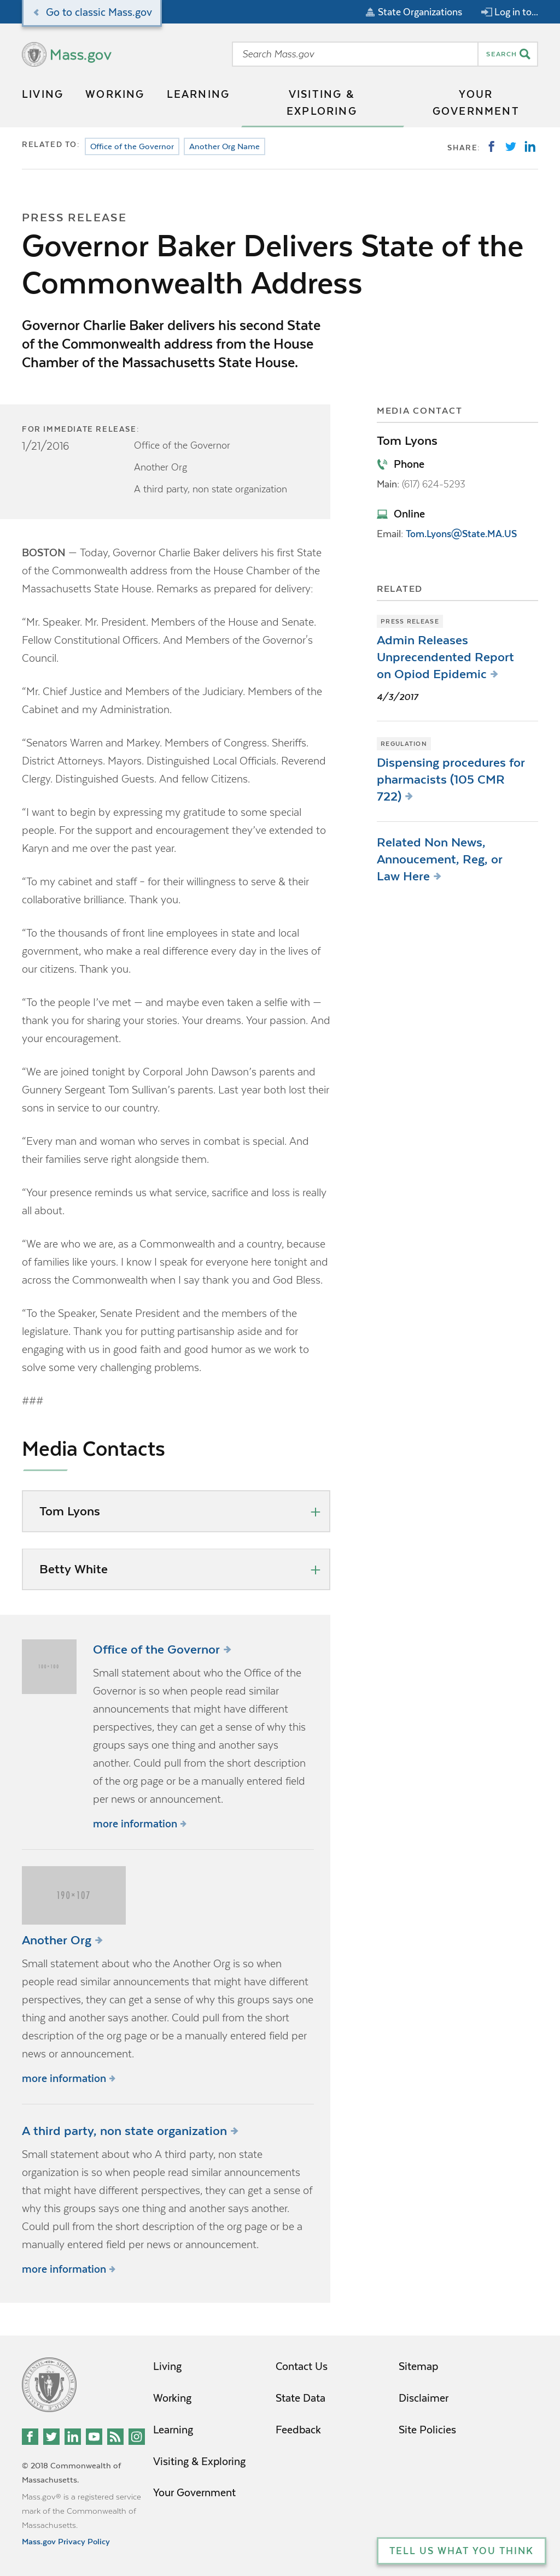 Go to classic Mass.gov
State Organizations
Log in to...
Mass.gov
Search Mass.gov
SEARCH
LIVING
WORKING
LEARNING
VISITING &
EXPLORING
YOUR
GOVERNMENT
RELATED TO:
Office of the Governor
Another Org Name
SHARE:
PRESS RELEASE
Governor Baker Delivers State of the
Commonwealth Address
Governor Charlie Baker delivers his second State
of the Commonwealth address from the House
Chamber of the Massachusetts State House.
FOR IMMEDIATE RELEASE:
1/21/2016
Office of the Governor
Another Org
A third party, non state organization
BOSTON — Today, Governor Charlie Baker delivers his first State
of the Commonwealth address from the House Chamber of the
Massachusetts State House. Remarks as prepared for delivery:
“Mr. Speaker. Mr. President. Members of the House and Senate.
Fellow Constitutional Officers. And Members of the Governor's
Council.
“Mr. Chief Justice and Members of the Judiciary. Members of the
Cabinet and my Administration.
“Senators Warren and Markey. Members of Congress. Sheriffs.
District Attorneys. Mayors. Distinguished Local Officials. Reverend
Clergy. Distinguished Guests. And fellow Citizens.
“I want to begin by expressing my gratitude to some special
people. For the support and encouragement they’ve extended to
Karyn and me over the past year.
“To my cabinet and staff – for their willingness to serve & their
collaborative brilliance. Thank you.
“To the thousands of front line employees in state and local
government, who make a real difference every day in the lives of
our citizens. Thank you.
“To the people I’ve met — and maybe even taken a selfie with —
thank you for sharing your stories. Your dreams. Your passion. And
your encouragement.
“We are joined tonight by Corporal John Dawson’s parents and
Gunnery Sergeant Tom Sullivan’s parents. Last year both lost their
sons in service to our country.
“Every man and woman who serves in combat is special. And
their families serve right alongside them.
“Your presence reminds us what service, sacrifice and loss is really
all about.
“We are who we are, as a Commonwealth and a country, because
of families like yours. I know I speak for everyone here tonight and
across the Commonwealth when I say thank you and God Bless.
“To the Speaker, Senate President and the members of the
legislature. Thank you for putting partisanship aside and for
engaging with us in good faith and good humor as we work to
solve some very challenging problems.
###
MEDIA CONTACT
Tom Lyons
Phone
Main: (617) 624-5293
Online
Email: Tom.Lyons@State.MA.US
RELATED
PRESS RELEASE
Admin Releases
Unprecendented Report
on Opiod Epidemic
4/3/2017
REGULATION
Dispensing procedures for
pharmacists (105 CMR
722)
Related Non News,
Annoucement, Reg, or
Law Here
Media Contacts
Tom Lyons
Betty White
190×190
Office of the Governor
Small statement about who the Office of the
Governor is so when people read similar
announcements that might have different
perspectives, they can get a sense of why this
groups says one thing and another says
another. Could pull from the short description
of the org page or be a manually entered field
per news or announcement.
more information
190×107
Another Org
Small statement about who the Another Org is so when
people read similar announcements that might have different
perspectives, they can get a sense of why this groups says one
thing and another says another. Could pull from the short
description of the org page or be a manually entered field per
news or announcement.
more information
A third party, non state organization
Small statement about who A third party, non state
organization is so when people read similar announcements
that might have different perspectives, they can get a sense of
why this groups says one thing and another says another.
Could pull from the short description of the org page or be a
manually entered field per news or announcement.
more information
© 2018 Commonwealth of
Massachusetts.
Mass.gov® is a registered service
mark of the Commonwealth of
Massachusetts.
Mass.gov Privacy Policy
Living
Working
Learning
Visiting & Exploring
Your Government
Contact Us
State Data
Feedback
Sitemap
Disclaimer
Site Policies
TELL US WHAT YOU THINK